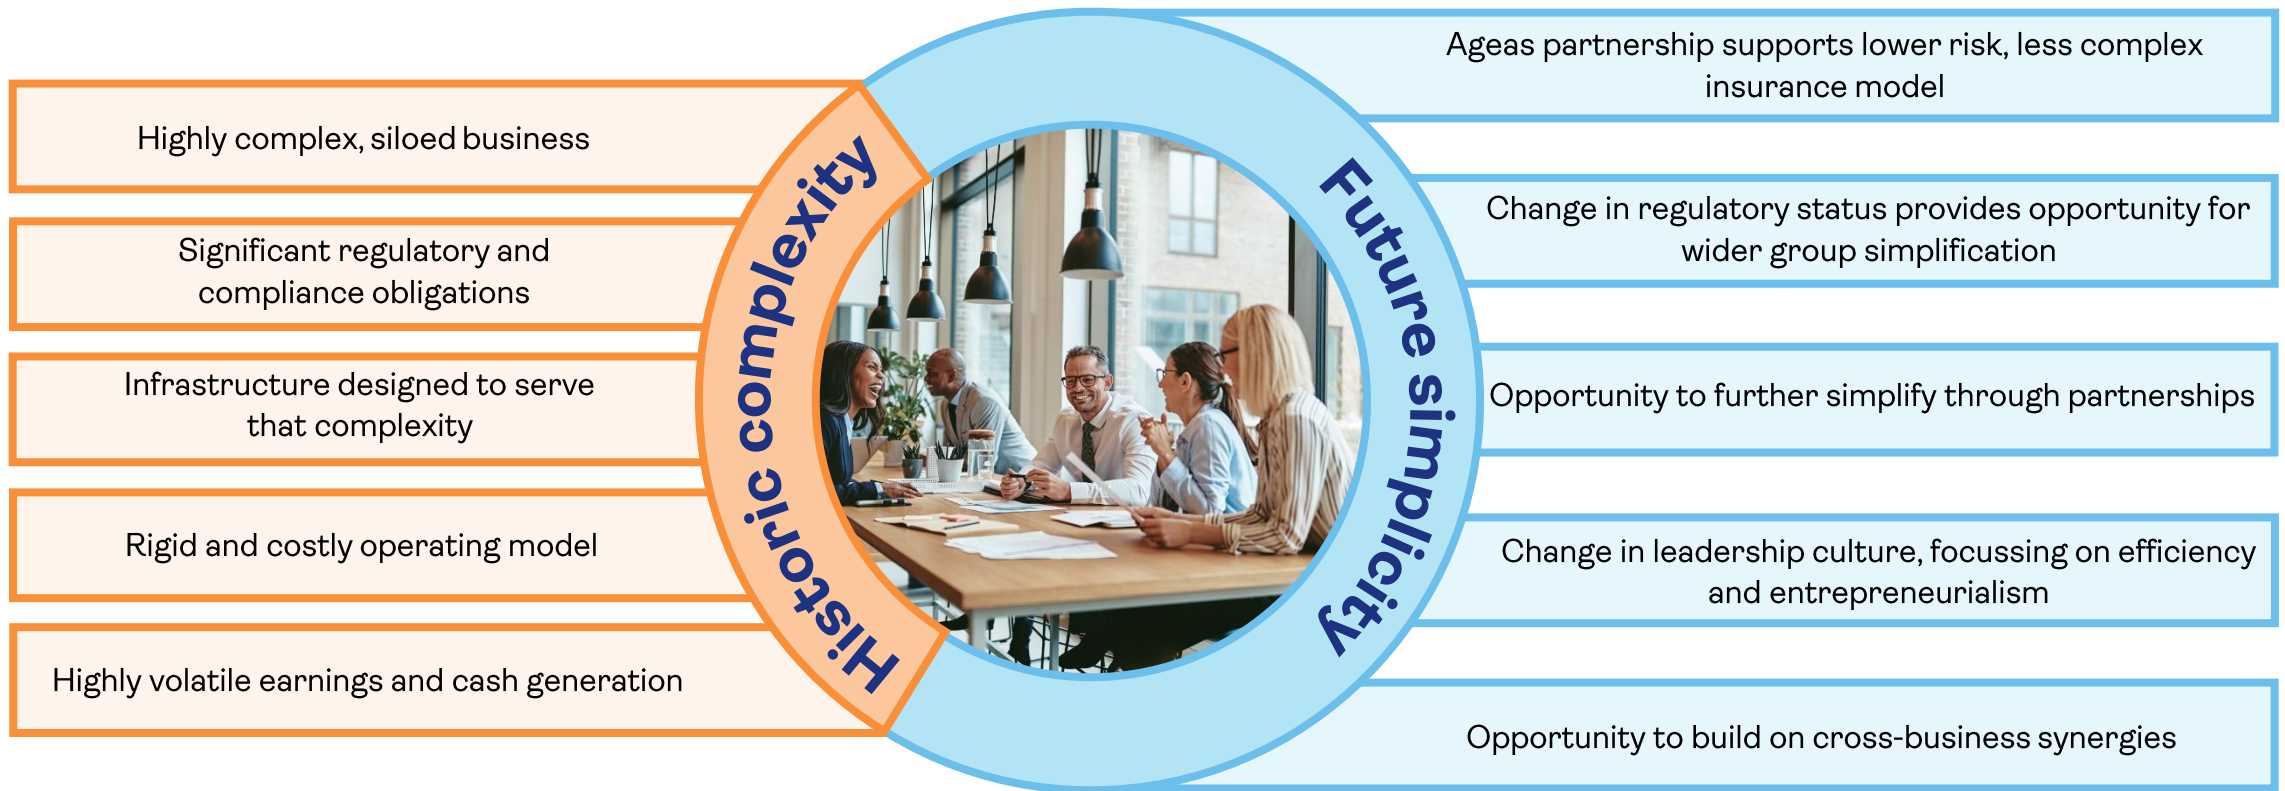 Highly complex, siloed business
Significant regulatory and
compliance obligations
Infrastructure designed to serve
that complexity
Rigid and costly operating model
Highly volatile earnings and cash generation
Historic complexity
Future simplicity
Ageas partnership supports lower risk, less complex
insurance model
Change in regulatory status provides opportunity for
wider group simplification
Opportunity to further simplify through partnerships
Change in leadership culture, focussing on efficiency
and entrepreneurialism
Opportunity to build on cross-business synergies